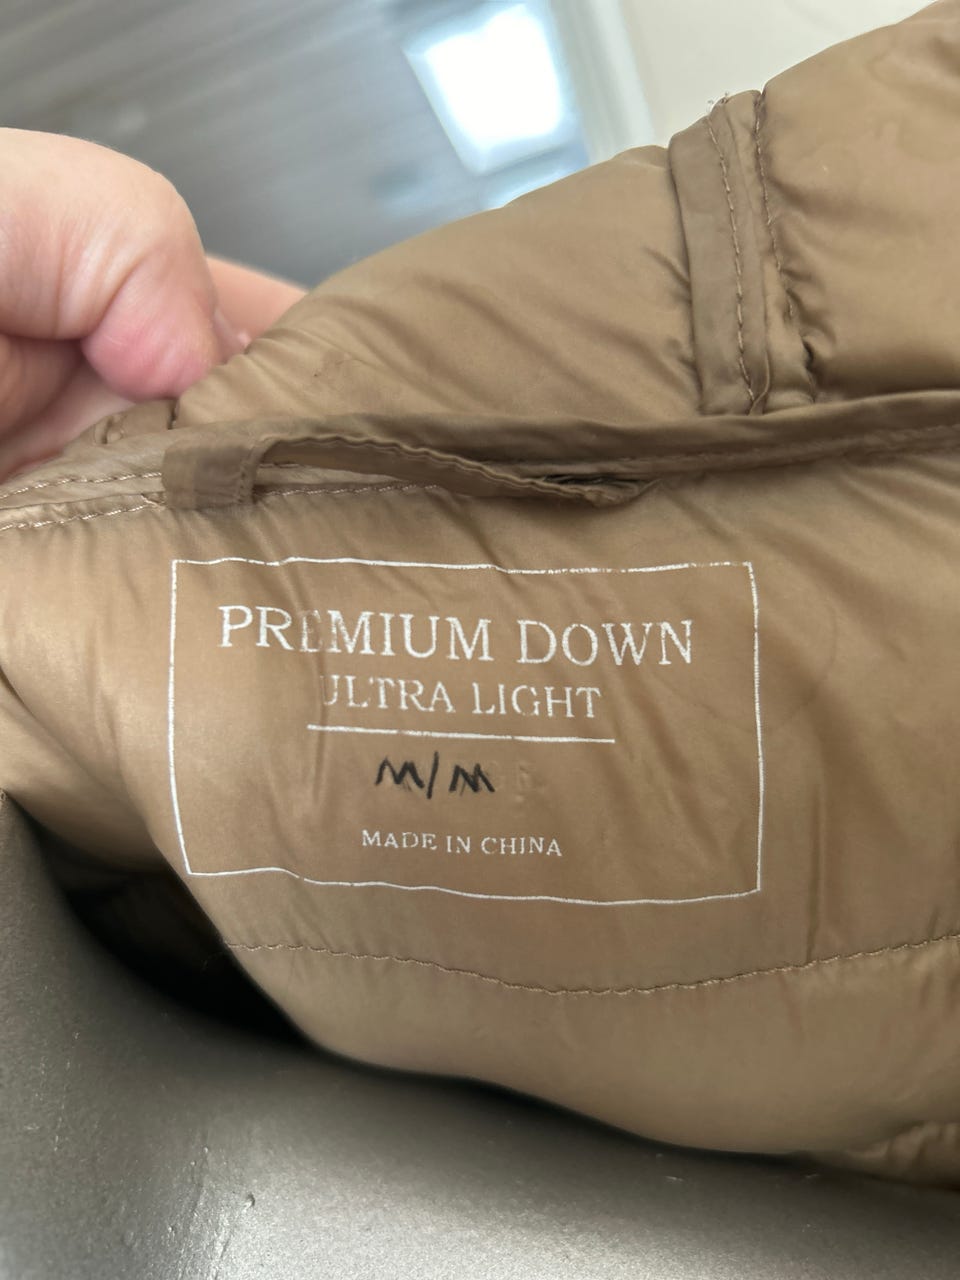 PREMIUM DOWN
ULTRA LIGHT
M/M
MADE IN CHINA